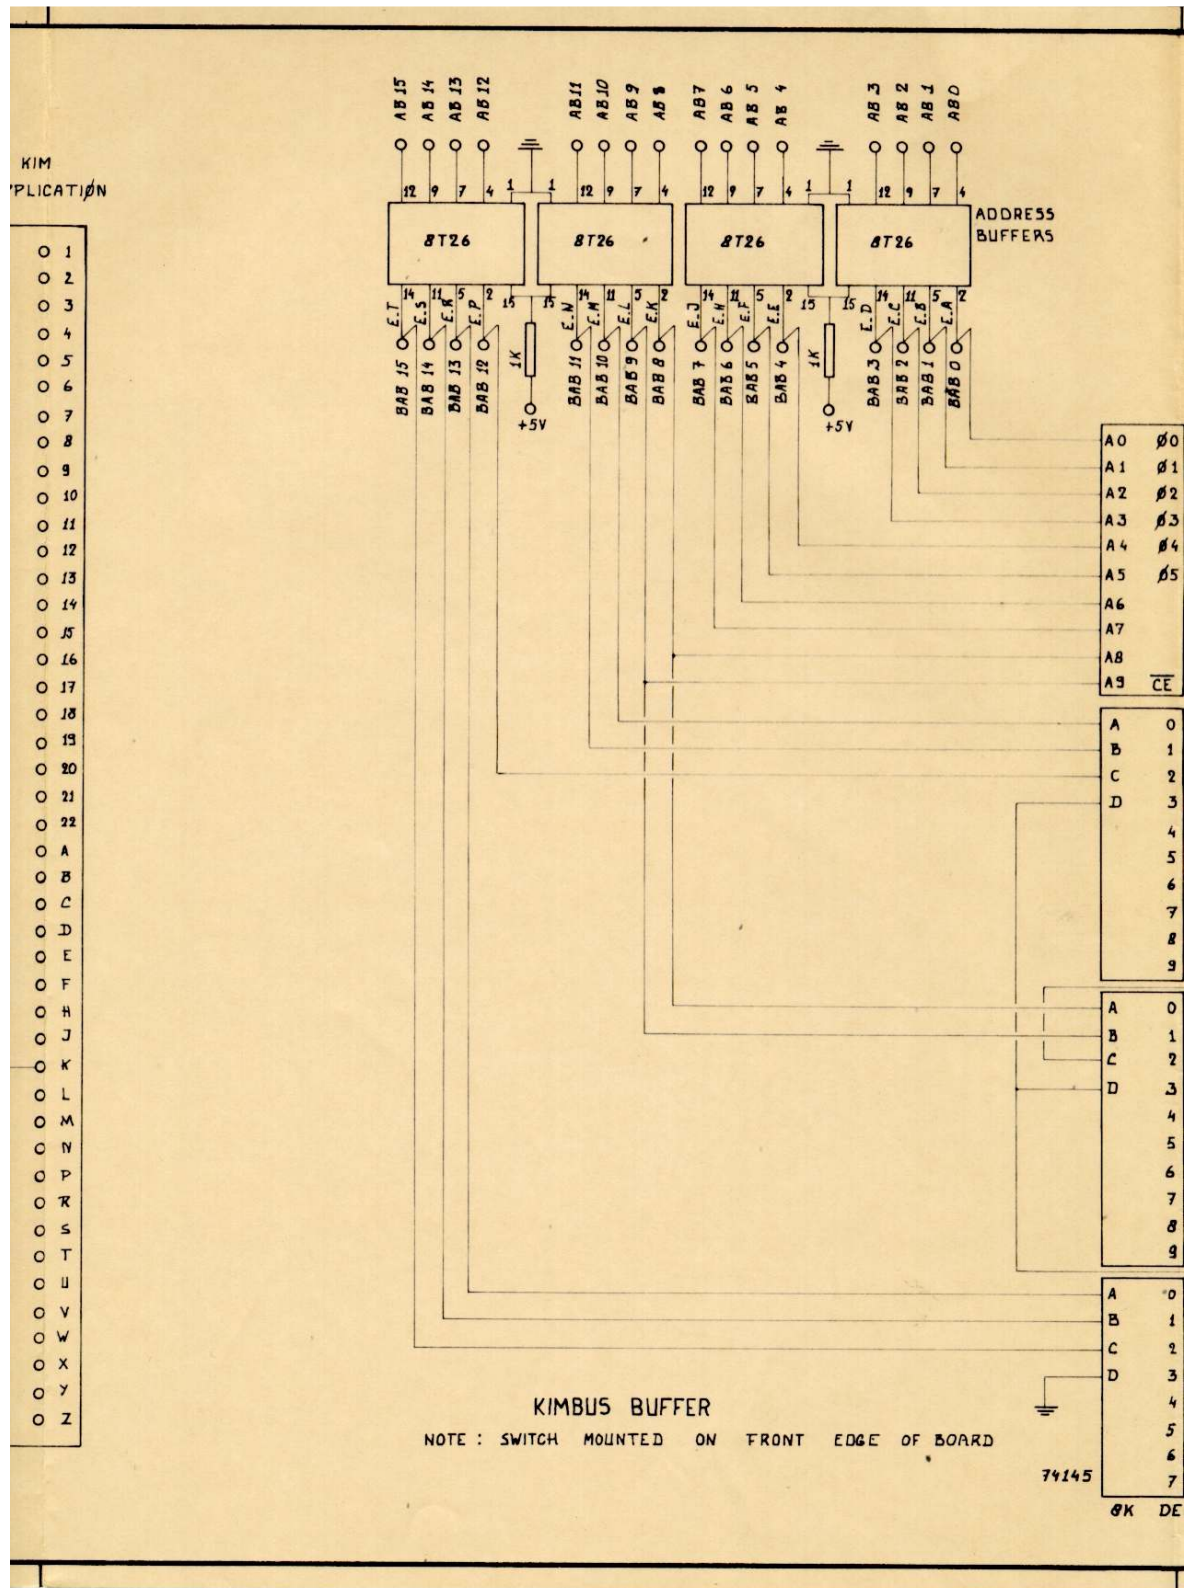 AB 15 AB 14 AB 13 AB 12 AB11 AB10 AB 9 AB 8 AB7 AB 6 AB 5 AB 4 AB 3 AB 2 AB 1 ABO
KIM
PLICATIØN
12 9 7 4 1 1 12 9 7 4 12 9 7 4 1 1 12 9 7 4
8T26 8T26 8T26 8T26
ADDRESS
BUFFERS
14 11 5 2 15 15 14 11 5 2 14 11 5 2 15 15 14 11 5 2
E.T E.S E.R E.P E.N E.M E.L E.K E.J E.H E.F E.E E.D E.C E.B E.A
1K 1K
BAB 15 BAB 14 BAB 13 BAB 12 BAB 11 BAB 10 BAB 9 BAB 8 BAB 7 BAB 6 BAB 5 BAB 4 BAB 3 BAB 2 BAB 1 BAB 0
+5V +5V
1
2
3
4
5
6
7
8
9
10
11
12
13
14
15
16
17
18
19
20
21
22
A
B
C
D
E
F
H
J
K
L
M
N
P
R
S
T
U
V
W
X
Y
Z
A0 Ø0
A1 Ø1
A2 Ø2
A3 Ø3
A4 Ø4
A5 Ø5
A6
A7
A8
A9 CE
A 0
B 1
C 2
D 3
4
5
6
7
8
9
A 0
B 1
C 2
D 3
4
5
6
7
8
9
A 0
B 1
C 2
D 3
4
5
6
7
74145
8K DE
KIMBUS BUFFER
NOTE : SWITCH MOUNTED ON FRONT EDGE OF BOARD